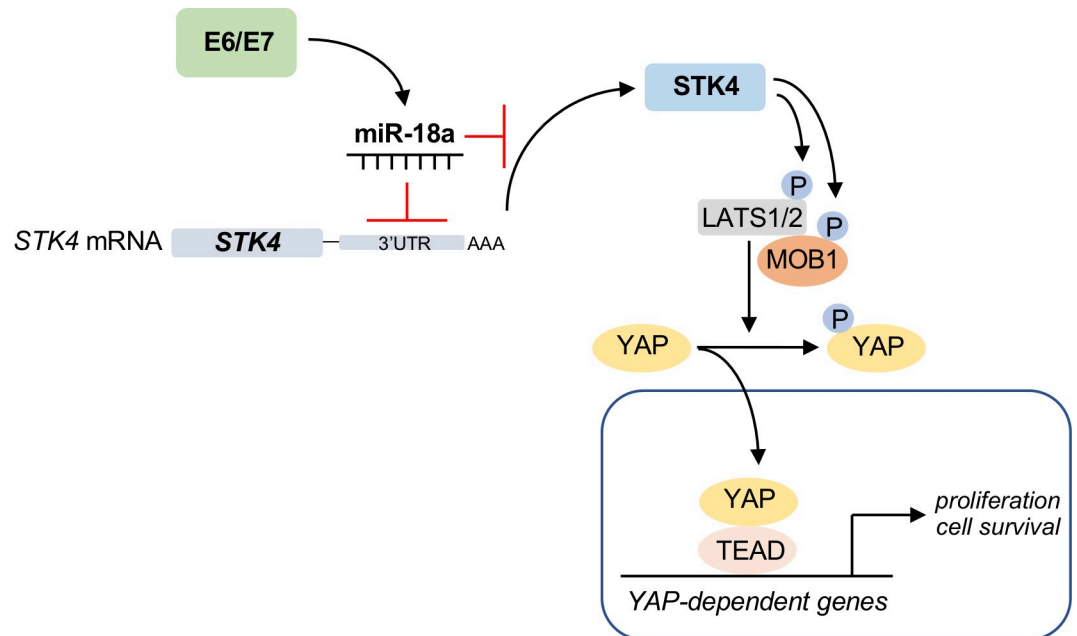 E6/E7
STK4
miR-18a
P
LATS1/2
P
MOB1
STK4 mRNA
STK4
3'UTR
AAA
P
YAP
YAP
YAP
TEAD
proliferation
cell survival
YAP-dependent genes